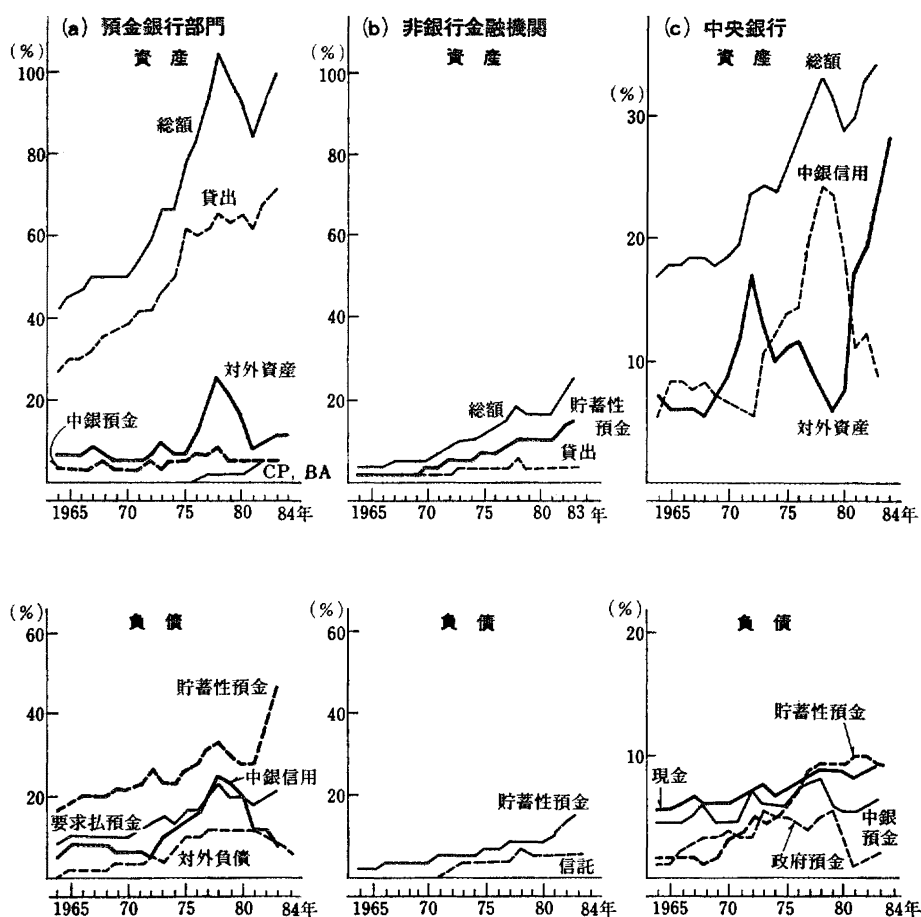 (a) 預金銀行部門
資産
(%)
100
80
60
40
20
総額
貸出
対外資産
中銀預金
CP, BA
1965 70 75 80 84年
(b) 非銀行金融機関
資産
(%)
100
80
60
40
20
総額
貯蓄性
預金
貸出
1965 70 75 80 83年
(c) 中央銀行
資産
(%)
30
20
10
総額
中銀信用
対外資産
1965 70 75 80 84年
負債
(%)
60
40
20
貯蓄性預金
中銀信用
要求払預金
対外負債
1965 70 75 80 84年
負債
(%)
60
40
20
貯蓄性預金
信託
1965 70 75 80 84年
負債
(%)
20
10
貯蓄性預金
現金
中銀
預金
政府預金
1965 70 75 80 84年